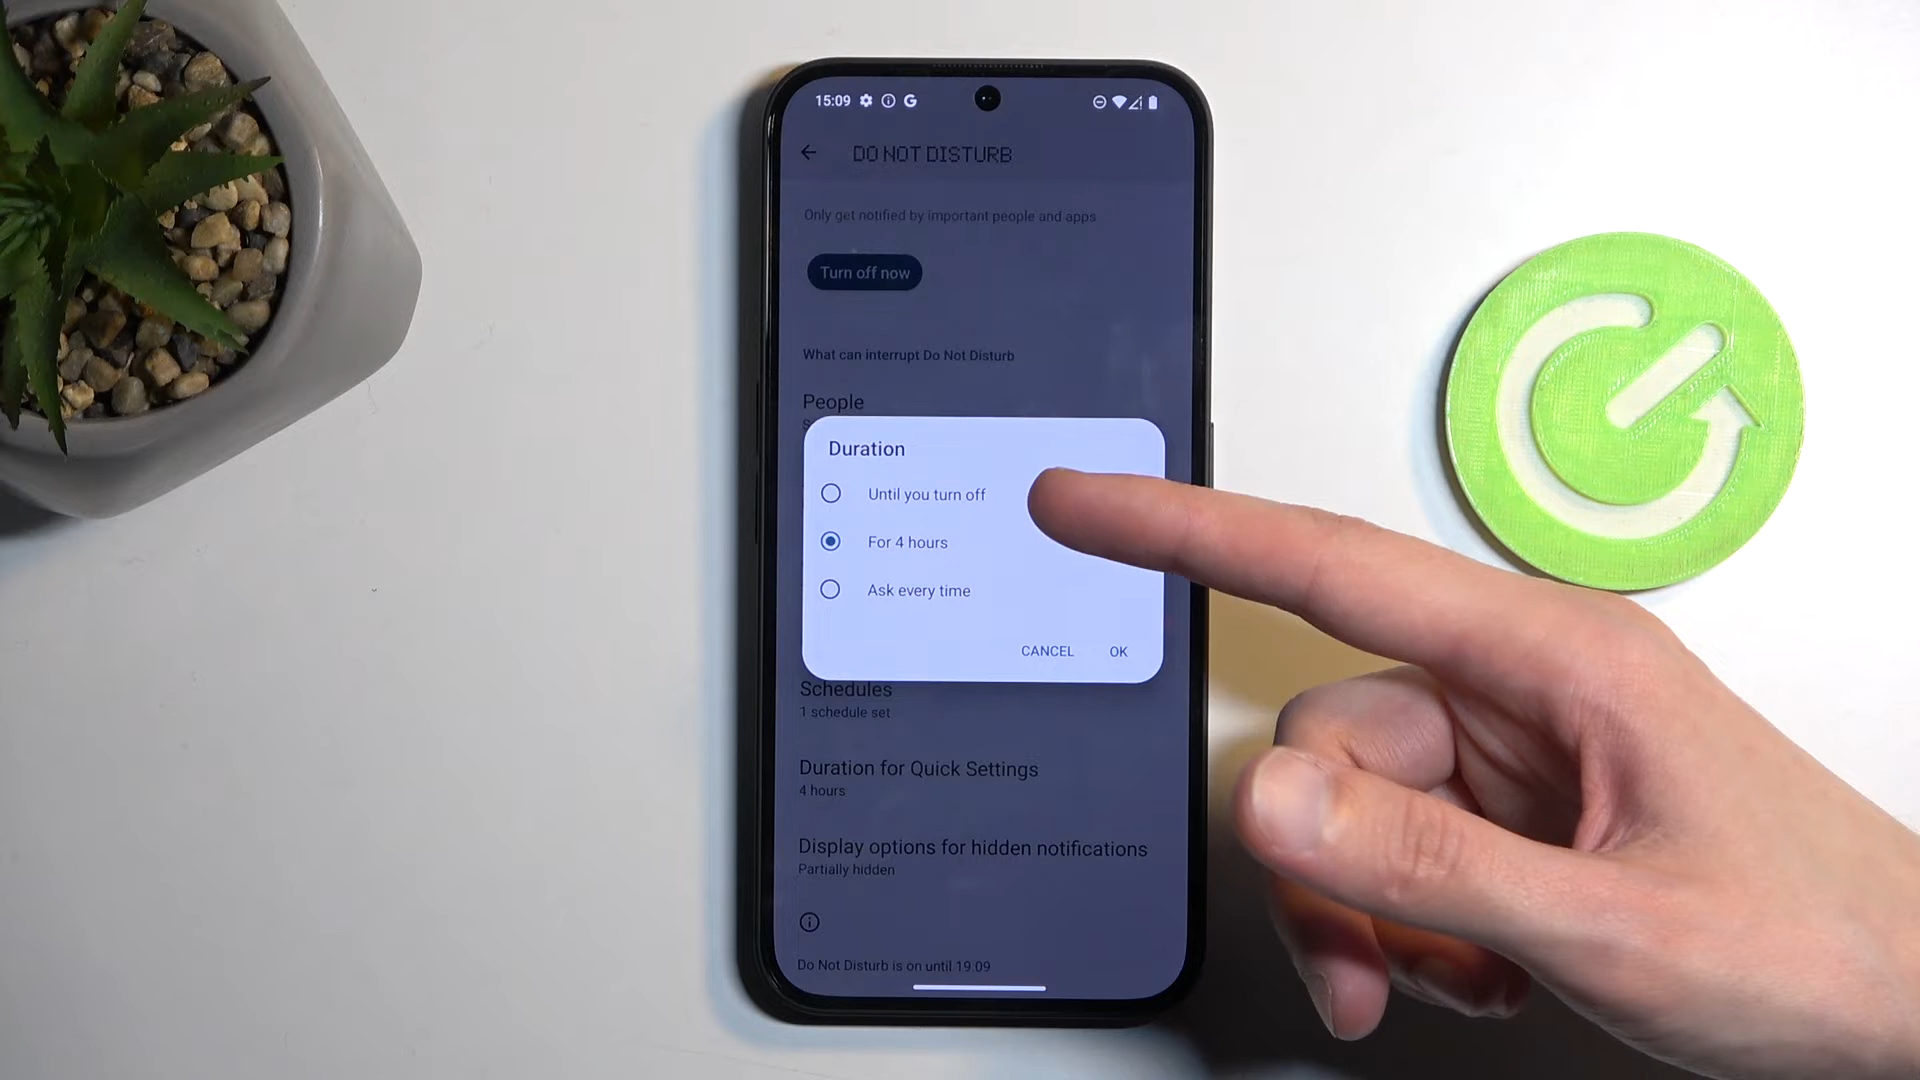 15:09
DO NOT DISTURB
Only get notified by important people and apps
Turn off now
What can interrupt Do Not Disturb
People
Duration
Until you turn off
For 4 hours
Ask every time
CANCEL OK
Schedules
1 schedule set
Duration for Quick Settings
4 hours
Display options for hidden notifications
Partially hidden
Do Not Disturb is on until 19:09